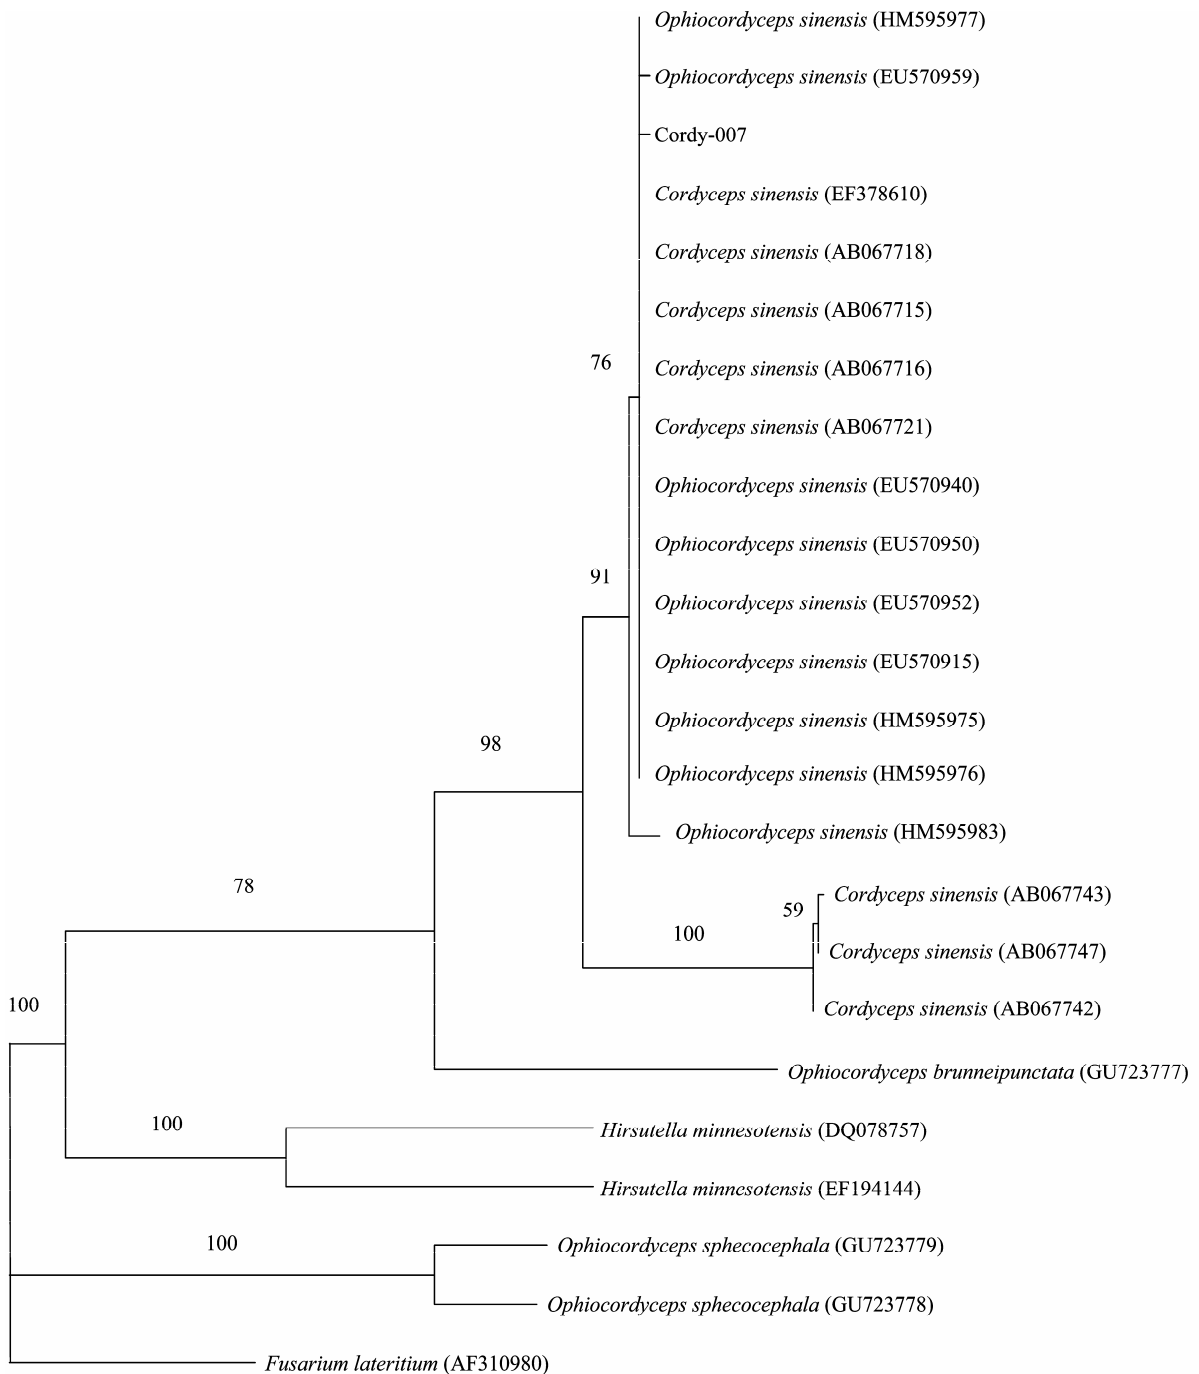 Ophiocordyceps sinensis (HM595977)
Ophiocordyceps sinensis (EU570959)
Cordy-007
Cordyceps sinensis (EF378610)
Cordyceps sinensis (AB067718)
Cordyceps sinensis (AB067715)
76
Cordyceps sinensis (AB067716)
Cordyceps sinensis (AB067721)
Ophiocordyceps sinensis (EU570940)
Ophiocordyceps sinensis (EU570950)
91
Ophiocordyceps sinensis (EU570952)
Ophiocordyceps sinensis (EU570915)
Ophiocordyceps sinensis (HM595975)
98
Ophiocordyceps sinensis (HM595976)
Ophiocordyceps sinensis (HM595983)
78
Cordyceps sinensis (AB067743)
59
100
Cordyceps sinensis (AB067747)
100
Cordyceps sinensis (AB067742)
Ophiocordyceps brunneipunctata (GU723777)
100
Hirsutella minnesotensis (DQ078757)
Hirsutella minnesotensis (EF194144)
100
Ophiocordyceps sphecocephala (GU723779)
Ophiocordyceps sphecocephala (GU723778)
Fusarium lateritium (AF310980)